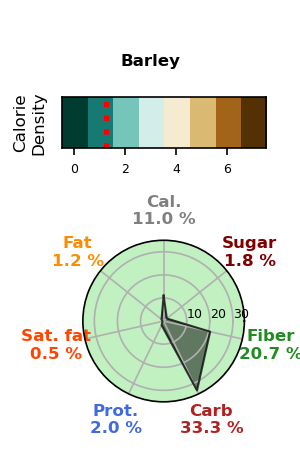 Barley
Calorie
Density
0 2 4 6
Cal.
11.0 %
Fat
1.2 %
Sugar
1.8 %
10 20 30
Sat. fat
0.5 %
Fiber
20.7 %
Prot.
2.0 %
Carb
33.3 %